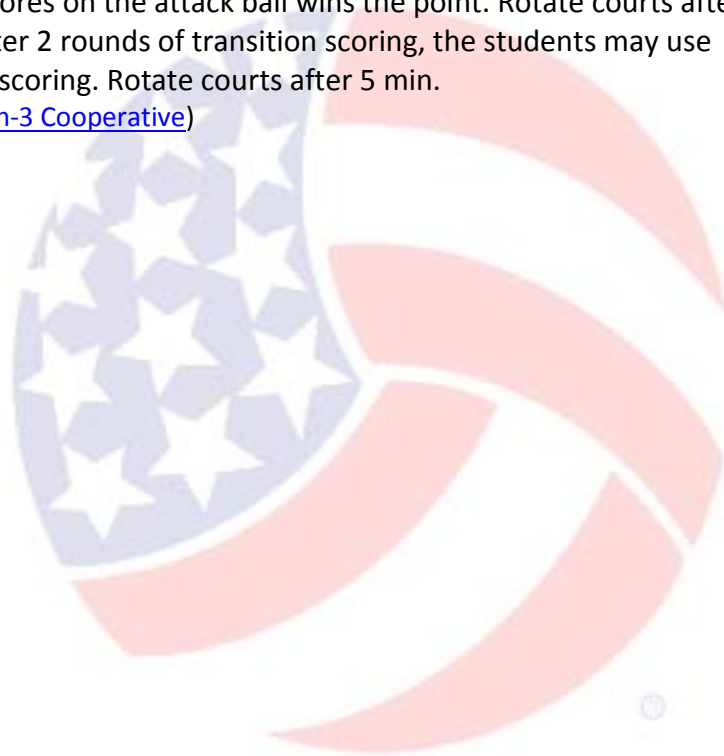 ores on the attack ball wins the point. Rotate courts afte
ter 2 rounds of transition scoring, the students may use
scoring. Rotate courts after 5 min.
n-3 Cooperative)